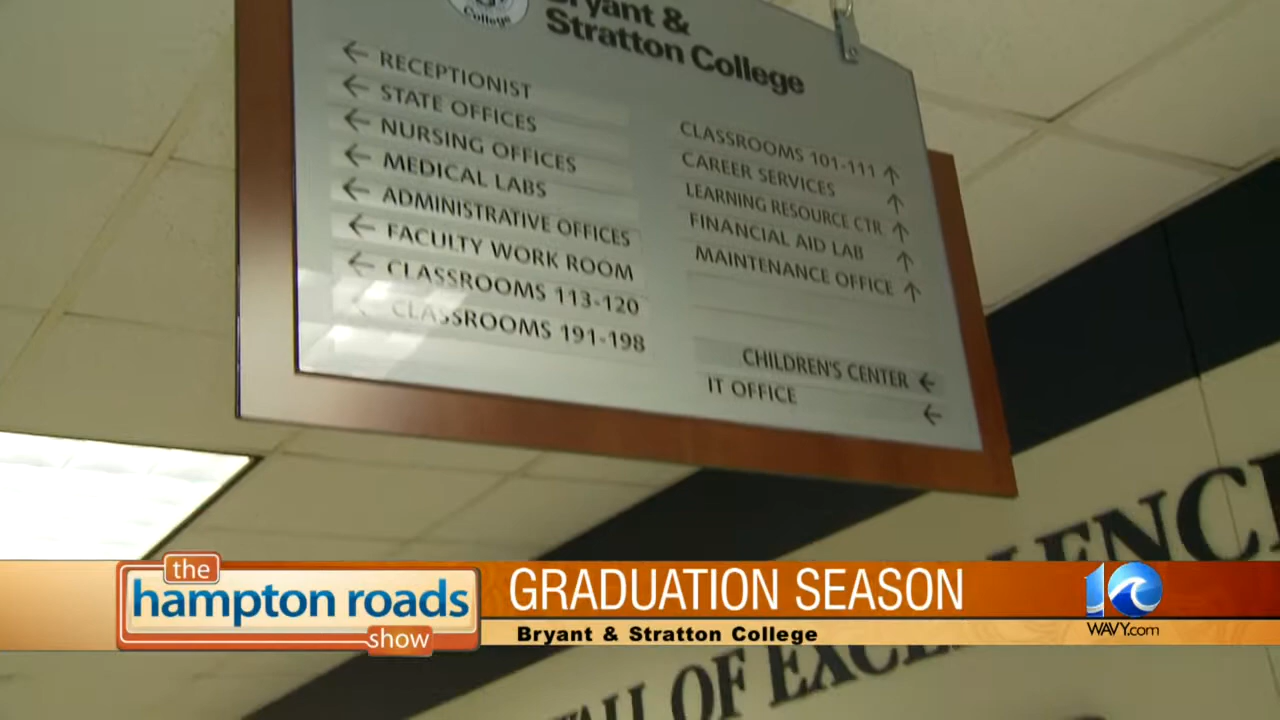 College
Bryant &
Stratton College
← RECEPTIONIST
← STATE OFFICES
← NURSING OFFICES
← MEDICAL LABS
← ADMINISTRATIVE OFFICES
← FACULTY WORK ROOM
← CLASSROOMS 113-120
← CLASSROOMS 191-198
CLASSROOMS 101-111 ↑
CAREER SERVICES ↑
LEARNING RESOURCE CTR ↑
FINANCIAL AID LAB ↑
MAINTENANCE OFFICE ↑
CHILDREN'S CENTER ←
IT OFFICE ←
the
hampton roads
show
GRADUATION SEASON
Bryant & Stratton College
10
WAVY.com
OF